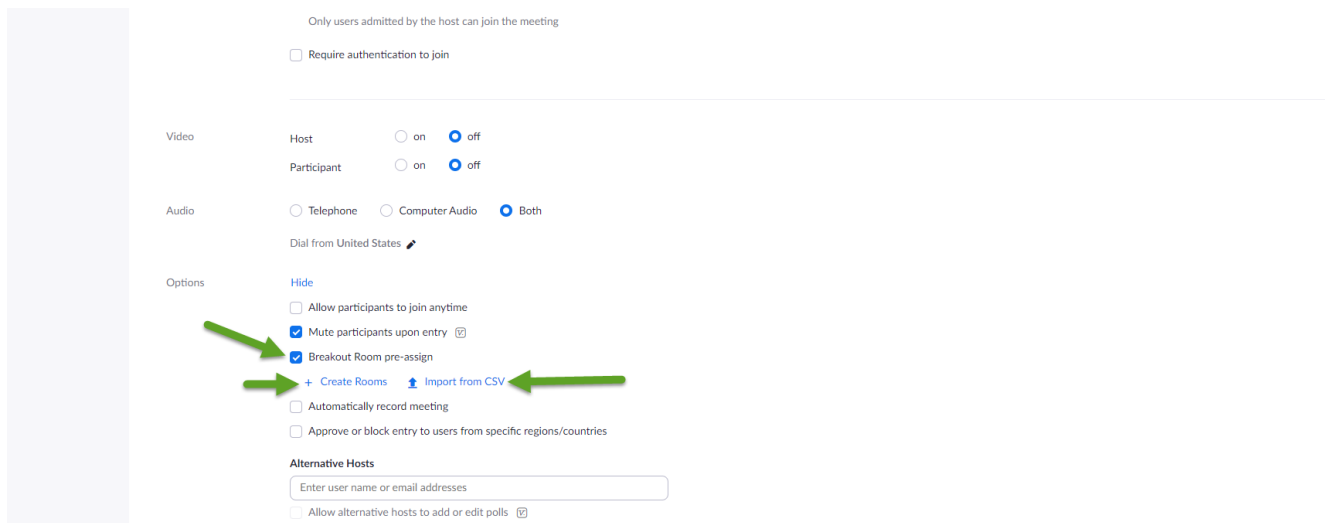 Only users admitted by the host can join the meeting
Require authentication to join
Video
Host
on
off
Participant
on
off
Audio
Telephone
Computer Audio
Both
Dial from United States
Options
Hide
Allow participants to join anytime
Mute participants upon entry
Breakout Room pre-assign
+ Create Rooms
Import from CSV
Automatically record meeting
Approve or block entry to users from specific regions/countries
Alternative Hosts
Enter user name or email addresses
Allow alternative hosts to add or edit polls